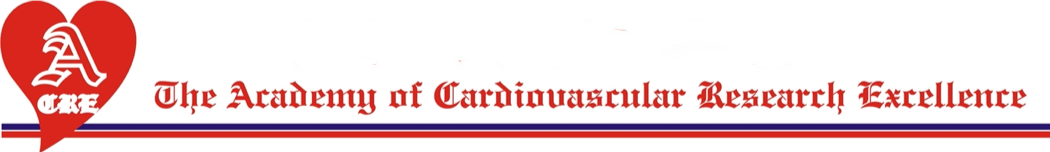 A
CRE
The Academy of Cardiovascular Research Excellence